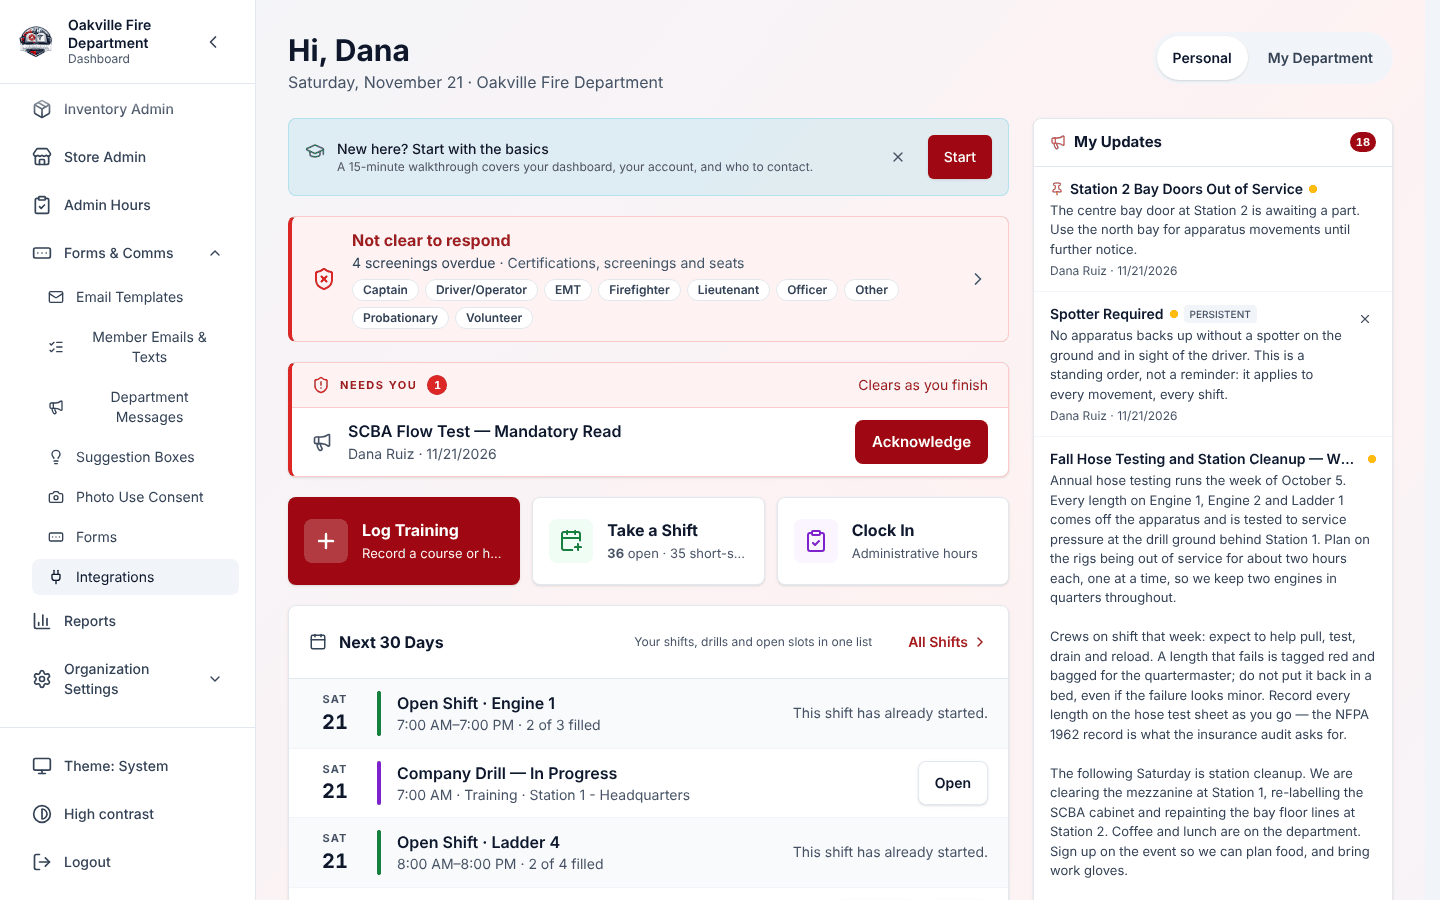 Oakville Fire
Department
Dashboard
Inventory Admin
Store Admin
Admin Hours
Forms & Comms
Email Templates
Member Emails &
Texts
Department
Messages
Suggestion Boxes
Photo Use Consent
Forms
Integrations
Reports
Organization
Settings
Theme: System
High contrast
Logout
Hi, Dana
Saturday, November 21 · Oakville Fire Department
Personal
My Department
New here? Start with the basics
A 15-minute walkthrough covers your dashboard, your account, and who to contact.
Start
Not clear to respond
4 screenings overdue · Certifications, screenings and seats
Captain Driver/Operator EMT Firefighter Lieutenant Officer Other
Probationary Volunteer
NEEDS YOU 1
Clears as you finish
SCBA Flow Test — Mandatory Read
Dana Ruiz · 11/21/2026
Acknowledge
Log Training
Record a course or h…
Take a Shift
36 open · 35 short-s…
Clock In
Administrative hours
Next 30 Days
Your shifts, drills and open slots in one list
All Shifts
SAT
21
Open Shift · Engine 1
7:00 AM–7:00 PM · 2 of 3 filled
This shift has already started.
SAT
21
Company Drill — In Progress
7:00 AM · Training · Station 1 - Headquarters
Open
SAT
21
Open Shift · Ladder 4
8:00 AM–8:00 PM · 2 of 4 filled
This shift has already started.
My Updates
18
Station 2 Bay Doors Out of Service
The centre bay door at Station 2 is awaiting a part.
Use the north bay for apparatus movements until
further notice.
Dana Ruiz · 11/21/2026
Spotter Required PERSISTENT
No apparatus backs up without a spotter on the
ground and in sight of the driver. This is a
standing order, not a reminder: it applies to
every movement, every shift.
Dana Ruiz · 11/21/2026
Fall Hose Testing and Station Cleanup — W…
Annual hose testing runs the week of October 5.
Every length on Engine 1, Engine 2 and Ladder 1
comes off the apparatus and is tested to service
pressure at the drill ground behind Station 1. Plan on
the rigs being out of service for about two hours
each, one at a time, so we keep two engines in
quarters throughout.
Crews on shift that week: expect to help pull, test,
drain and reload. A length that fails is tagged red and
bagged for the quartermaster; do not put it back in a
bed, even if the failure looks minor. Record every
length on the hose test sheet as you go — the NFPA
1962 record is what the insurance audit asks for.
The following Saturday is station cleanup. We are
clearing the mezzanine at Station 1, re-labelling the
SCBA cabinet and repainting the bay floor lines at
Station 2. Coffee and lunch are on the department.
Sign up on the event so we can plan food, and bring
work gloves.